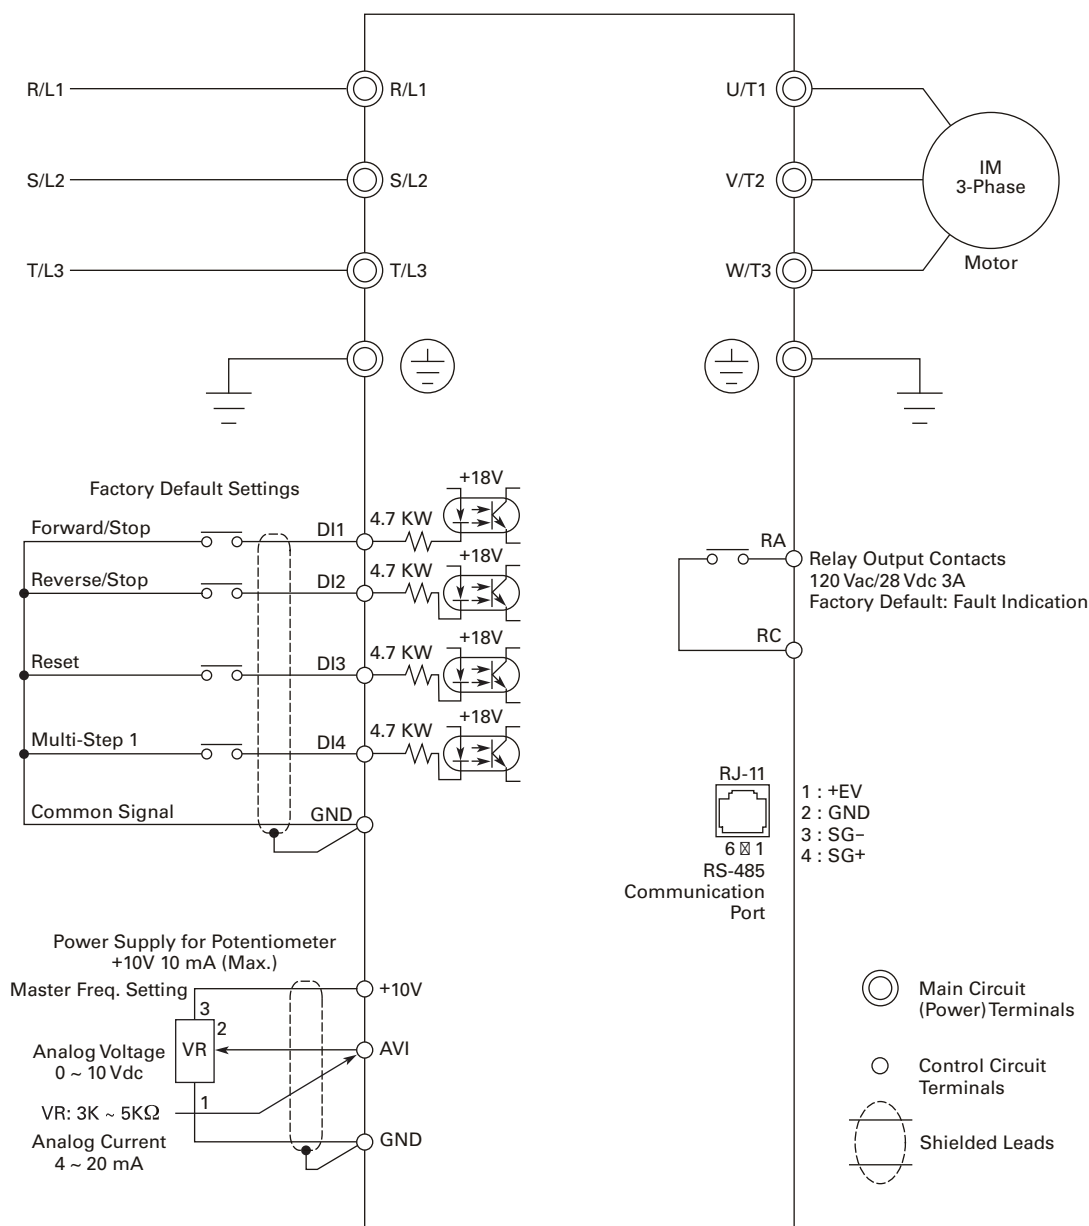 R/L1
R/L1
U/T1
IM
3-Phase
S/L2
S/L2
V/T2
T/L3
T/L3
W/T3
Motor
Factory Default Settings
Forward/Stop
DI1
4.7 KW
+18V
Reverse/Stop
DI2
4.7 KW
+18V
Reset
DI3
4.7 KW
+18V
Multi-Step 1
DI4
4.7 KW
+18V
Common Signal
GND
RA
Relay Output Contacts
120 Vac/28 Vdc 3A
Factory Default: Fault Indication
RC
RJ-11
6 ☒ 1
RS-485
Communication
Port
1 : +EV
2 : GND
3 : SG−
4 : SG+
Power Supply for Potentiometer
+10V 10 mA (Max.)
Master Freq. Setting
+10V
3
2
VR
Analog Voltage
0 ~ 10 Vdc
AVI
VR: 3K ~ 5KΩ
1
Analog Current
4 ~ 20 mA
GND
Main Circuit
(Power) Terminals
Control Circuit
Terminals
Shielded Leads